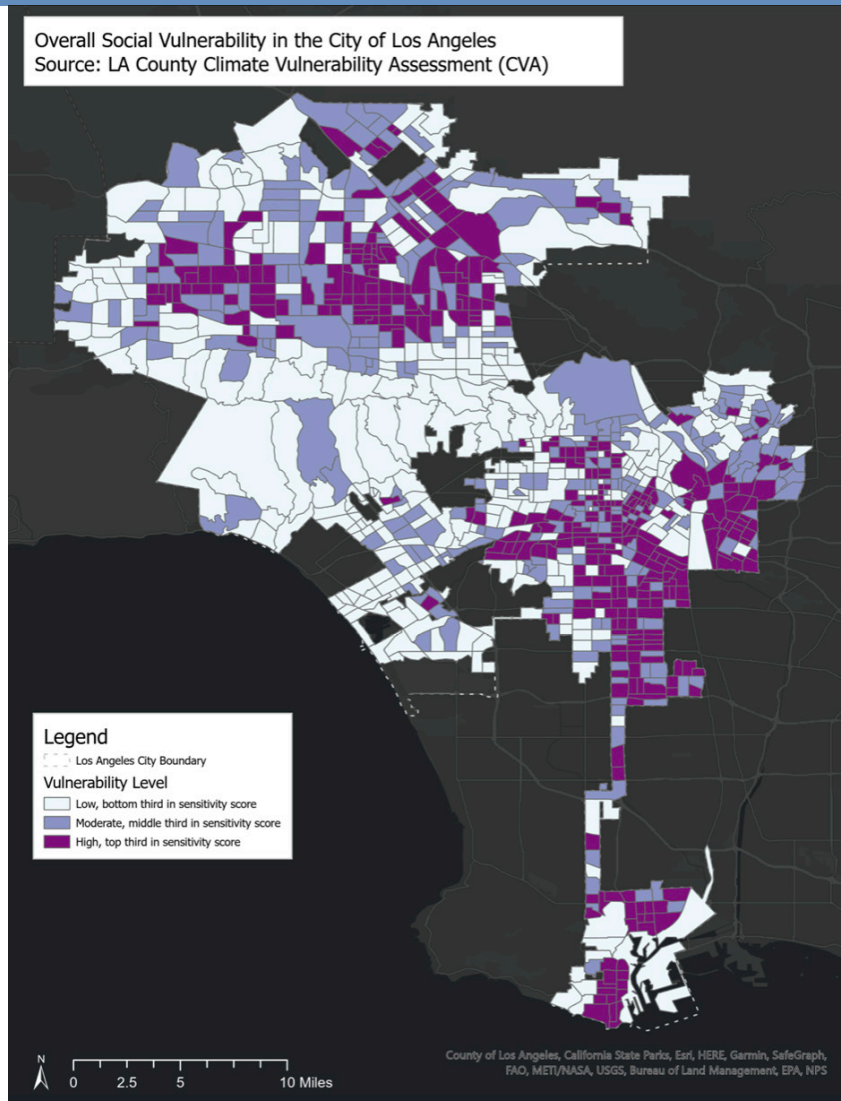 Overall Social Vulnerability in the City of Los Angeles
Source: LA County Climate Vulnerability Assessment (CVA)
Legend
Los Angeles City Boundary
Vulnerability Level
Low, bottom third in sensitivity score
Moderate, middle third in sensitivity score
High, top third in sensitivity score
N
0 2.5 5 10 Miles
County of Los Angeles, California State Parks, Esri, HERE, Garmin, SafeGraph,
FAO, METI/NASA, USGS, Bureau of Land Management, EPA, NPS